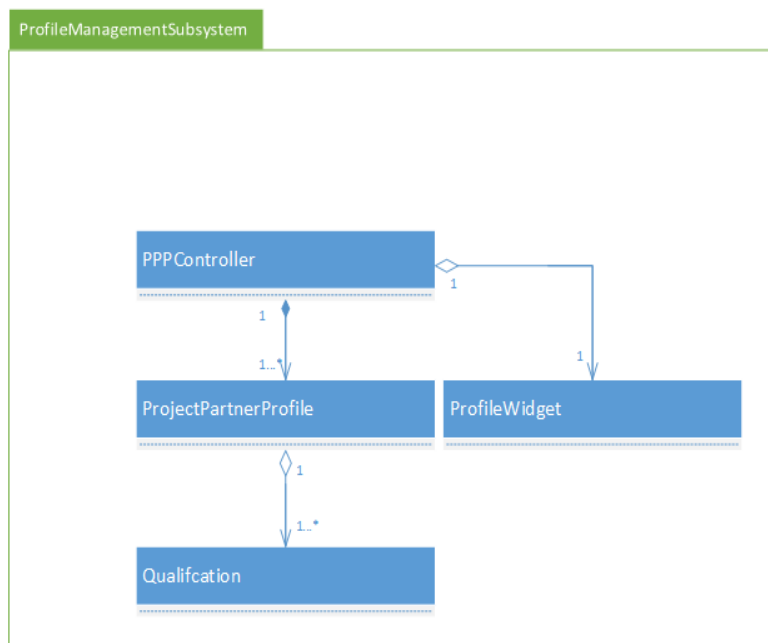 ProfileManagementSubsystem
PPPController
1
1
1...*
1
ProjectPartnerProfile
ProfileWidget
1
1...*
Qualifcation